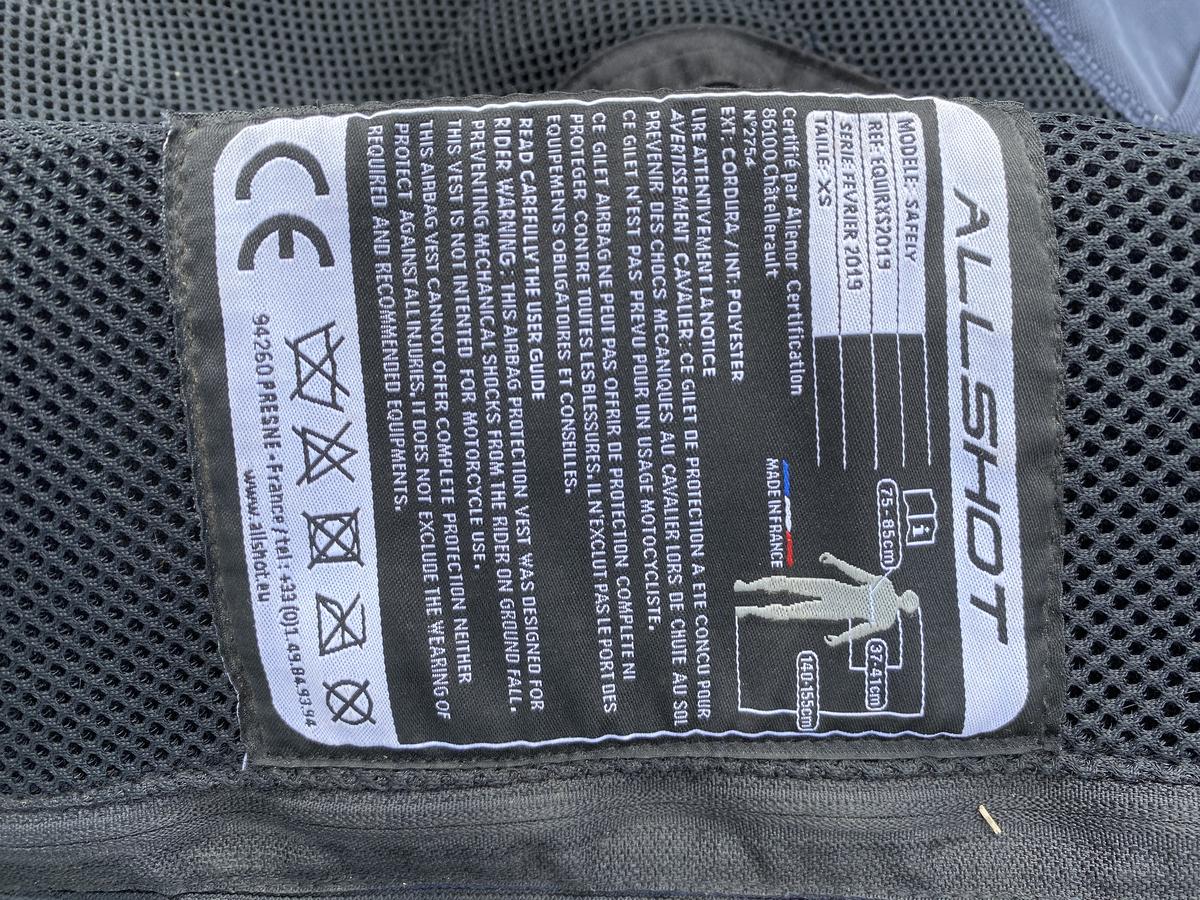 ALLSHOT
MODELE: SAFEFY
REF: EQUIRXS2019
SERIE: FEVRIER 2019
TAILLE: XS
i
75-85cm
37-41cm
140-155cm
Certifié par Aliénor Certification
86100 Châtellerault
N°2754
EXT: CORDURA / INT: POLYESTER
MADE IN FRANCE
LIRE ATTENTIVEMENT LA NOTICE
AVERTISSEMENT CAVALIER : CE GILET DE PROTECTION A ETE CONCU POUR
PREVENIR DES CHOCS MECANIQUES AU CAVALIER LORS DE CHUTE AU SOL
CE GILET N'EST PAS PREVU POUR UN USAGE MOTOCYCLISTE.
CE GILET AIRBAG NE PEUT PAS OFFRIR DE PROTECTION COMPLETE NI
PROTEGER CONTRE TOUTES LES BLESSURES. IL N'EXCLUT PAS LE PORT DES
EQUIPEMENTS OBLIGATOIRES ET CONSEILLES.
READ CAREFULLY THE USER GUIDE
RIDER WARNING : THIS AIRBAG PROTECTION VEST WAS DESIGNED FOR
PREVENTING MECHANICAL SHOCKS FROM THE RIDER ON GROUND FALL.
THIS VEST IS NOT INTENTED FOR MOTORCYCLE USE.
THIS AIRBAG VEST CANNOT OFFER COMPLETE PROTECTION NEITHER
PROTECT AGAINST ALL INJURIES. IT DOES NOT EXCLUDE THE WEARING OF
REQUIRED AND RECOMMENDED EQUIPMENTS.
CE
94260 FRESNE - France / tel : +33 (0)1.49.84.93.94
www.allshot.eu